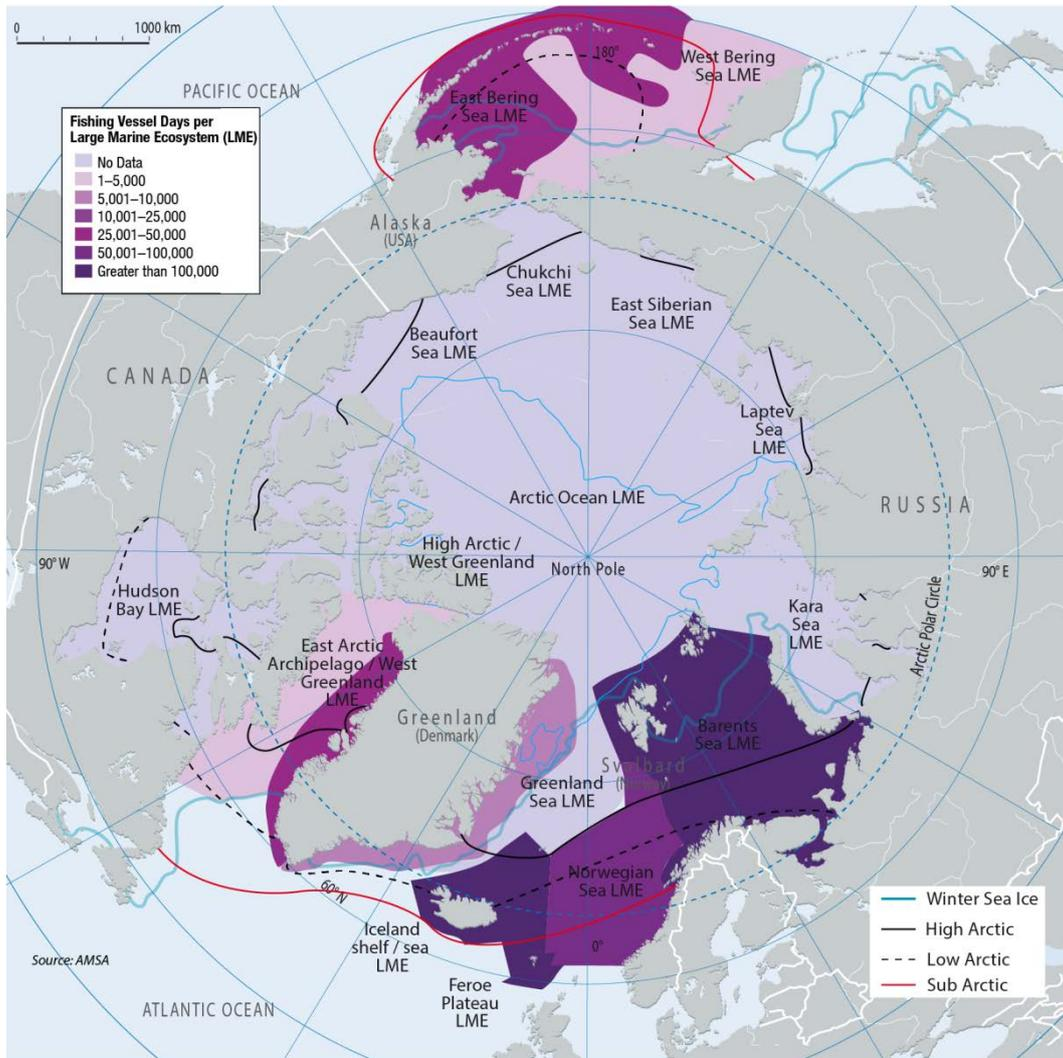 0
1000 km
PACIFIC OCEAN
Fishing Vessel Days per
Large Marine Ecosystem (LME)
No Data
1–5,000
5,001–10,000
10,001–25,000
25,001–50,000
50,001–100,000
Greater than 100,000
180°
West Bering
Sea LME
East Bering
Sea LME
Alaska
(USA)
Chukchi
Sea LME
East Siberian
Sea LME
Beaufort
Sea LME
CANADA
Laptev
Sea
LME
Arctic Ocean LME
RUSSIA
High Arctic /
West Greenland
LME
North Pole
90° W
90° E
Hudson
Bay LME
Kara
Sea
LME
Arctic Polar Circle
East Arctic
Archipelago / West
Greenland
LME
Greenland
(Denmark)
Barents
Sea LME
Svalbard
(Norway)
Greenland
Sea LME
Norwegian
Sea LME
60° N
0°
Iceland
shelf / sea
LME
Feroe
Plateau
LME
Source: AMSA
ATLANTIC OCEAN
Winter Sea Ice
High Arctic
Low Arctic
Sub Arctic